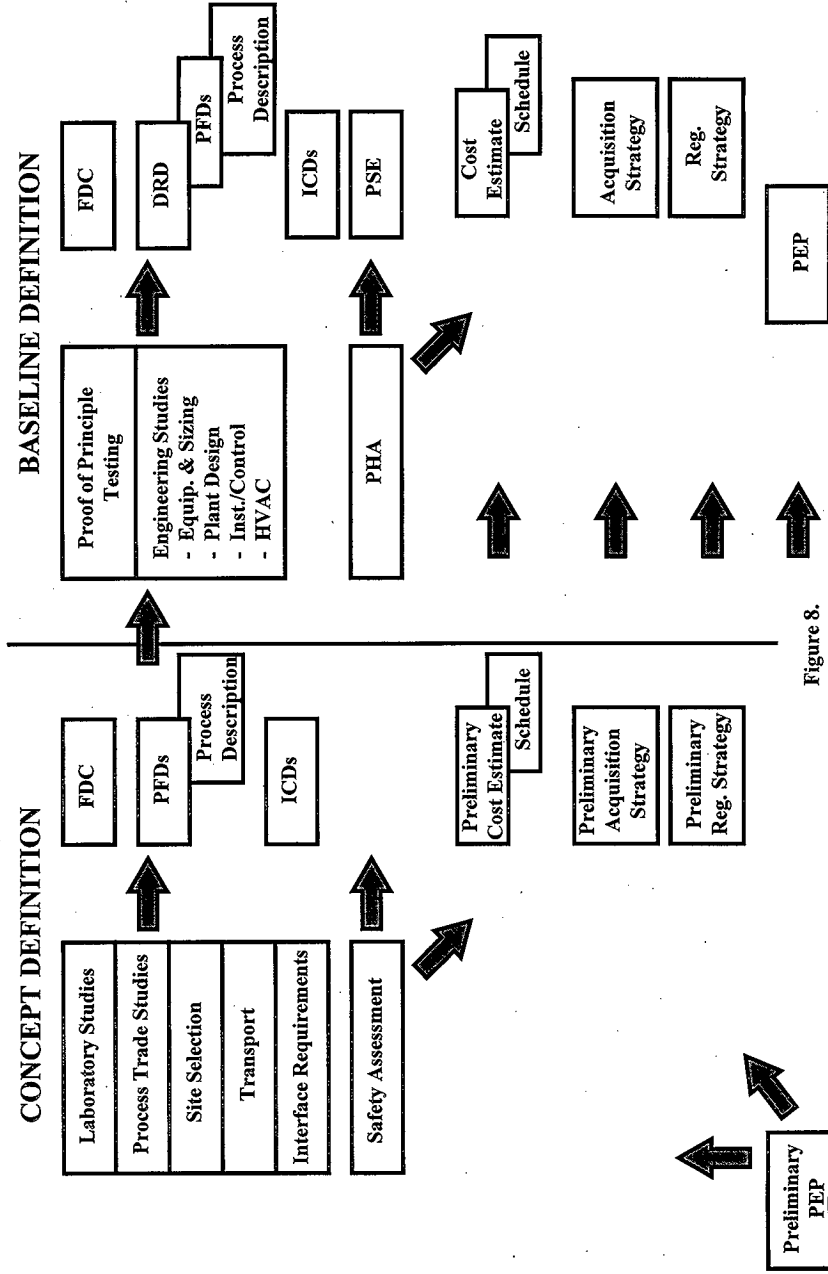 CONCEPT DEFINITION
Laboratory Studies
Process Trade Studies
Site Selection
Transport
Interface Requirements
Safety Assessment
Preliminary
PEP
FDC
PFDs
Process
Description
ICDs
Preliminary
Cost Estimate
Schedule
Preliminary
Acquisition
Strategy
Preliminary
Reg. Strategy
BASELINE DEFINITION
Proof of Principle
Testing
Engineering Studies
- Equip. & Sizing
- Plant Design
- Inst./Control
- HVAC
PHA
FDC
DRD
PFDs
Process
Description
ICDs
PSE
Cost
Estimate
Schedule
Acquisition
Strategy
Reg.
Strategy
PEP
Figure 8.